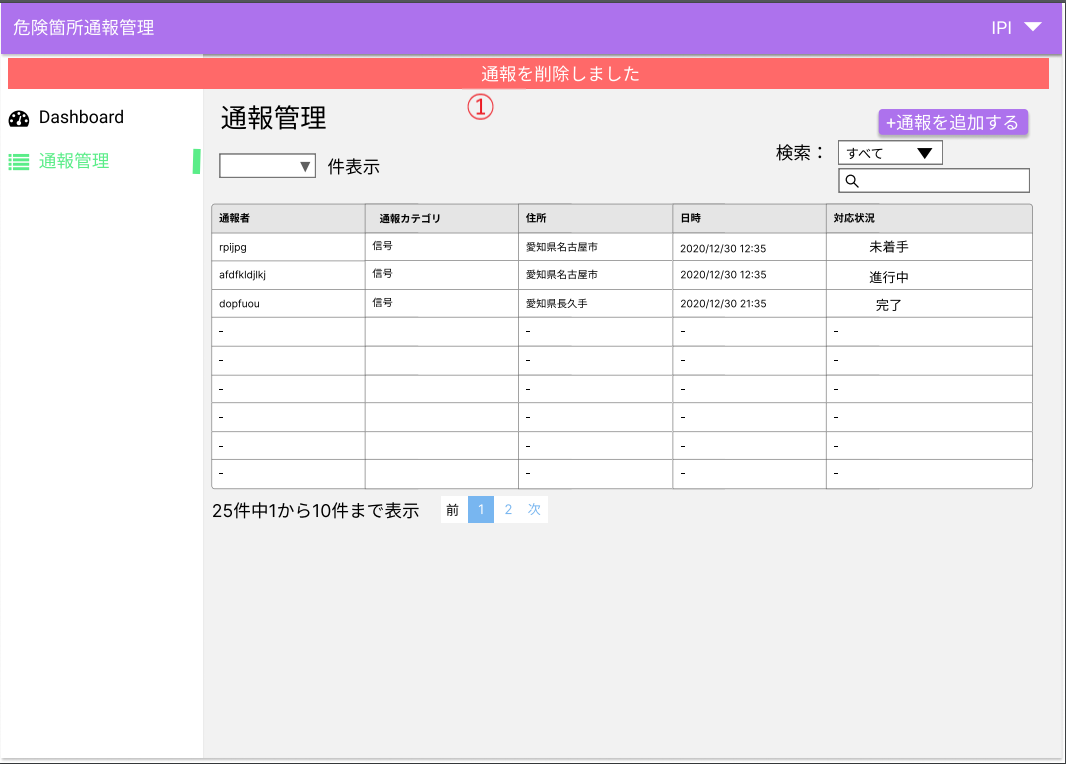 危険箇所通報管理 IPI
通報を削除しました
①
Dashboard
通報管理
通報管理
+通報を追加する
▼ 件表示
検索： すべて ▼
通報者 通報カテゴリ 住所 日時 対応状況
rpijpg 信号 愛知県名古屋市 2020/12/30 12:35 未着手
afdfkldjlkj 信号 愛知県名古屋市 2020/12/30 12:35 進行中
dopfuou 信号 愛知県長久手 2020/12/30 21:35 完了
- - - -
- - - -
- - - -
- - - -
- - - -
- - - -
25件中1から10件まで表示 前 1 2 次